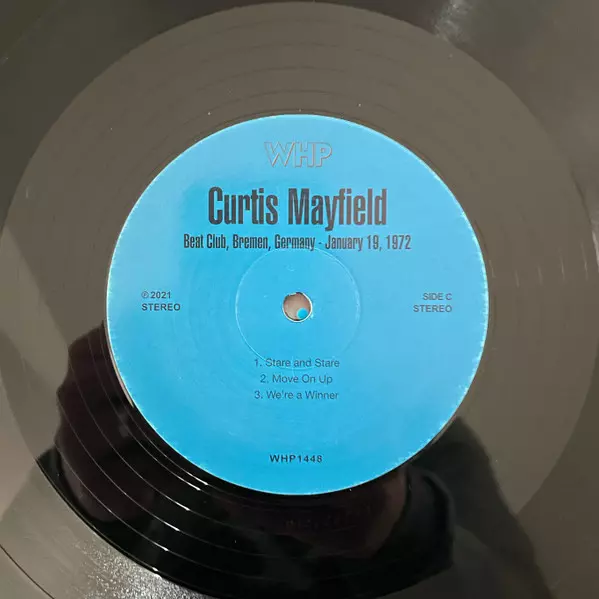 WHP
Curtis Mayfield
Beat Club, Bremen, Germany - January 19, 1972
℗ 2021
STEREO
SIDE C
STEREO
1. Stare and Stare
2. Move On Up
3. We're a Winner
WHP1448